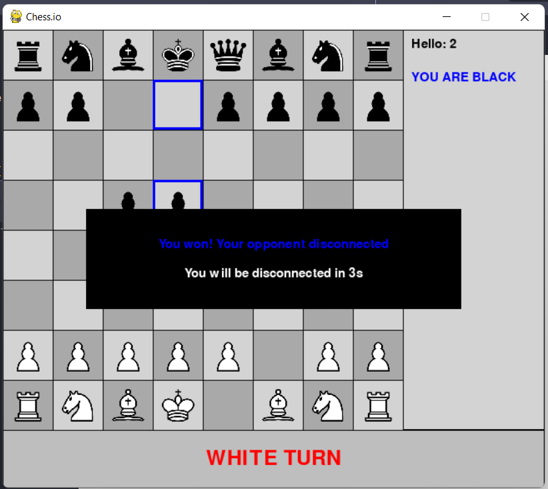 Chess.io
Hello: 2
YOU ARE BLACK
You won! Your opponant disconnected
You will be disconnected in 3s
WHITE TURN